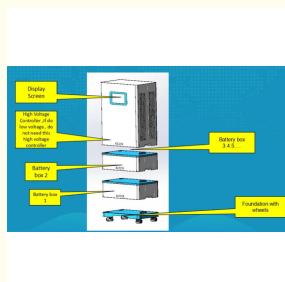 Display
Screen
High Voltage
Controller ,if do
low voltage , do
not need this
high voltage
controller
Battery box
3.4.5....
Battery
box 2
Battery box
1
Foundation with
wheels